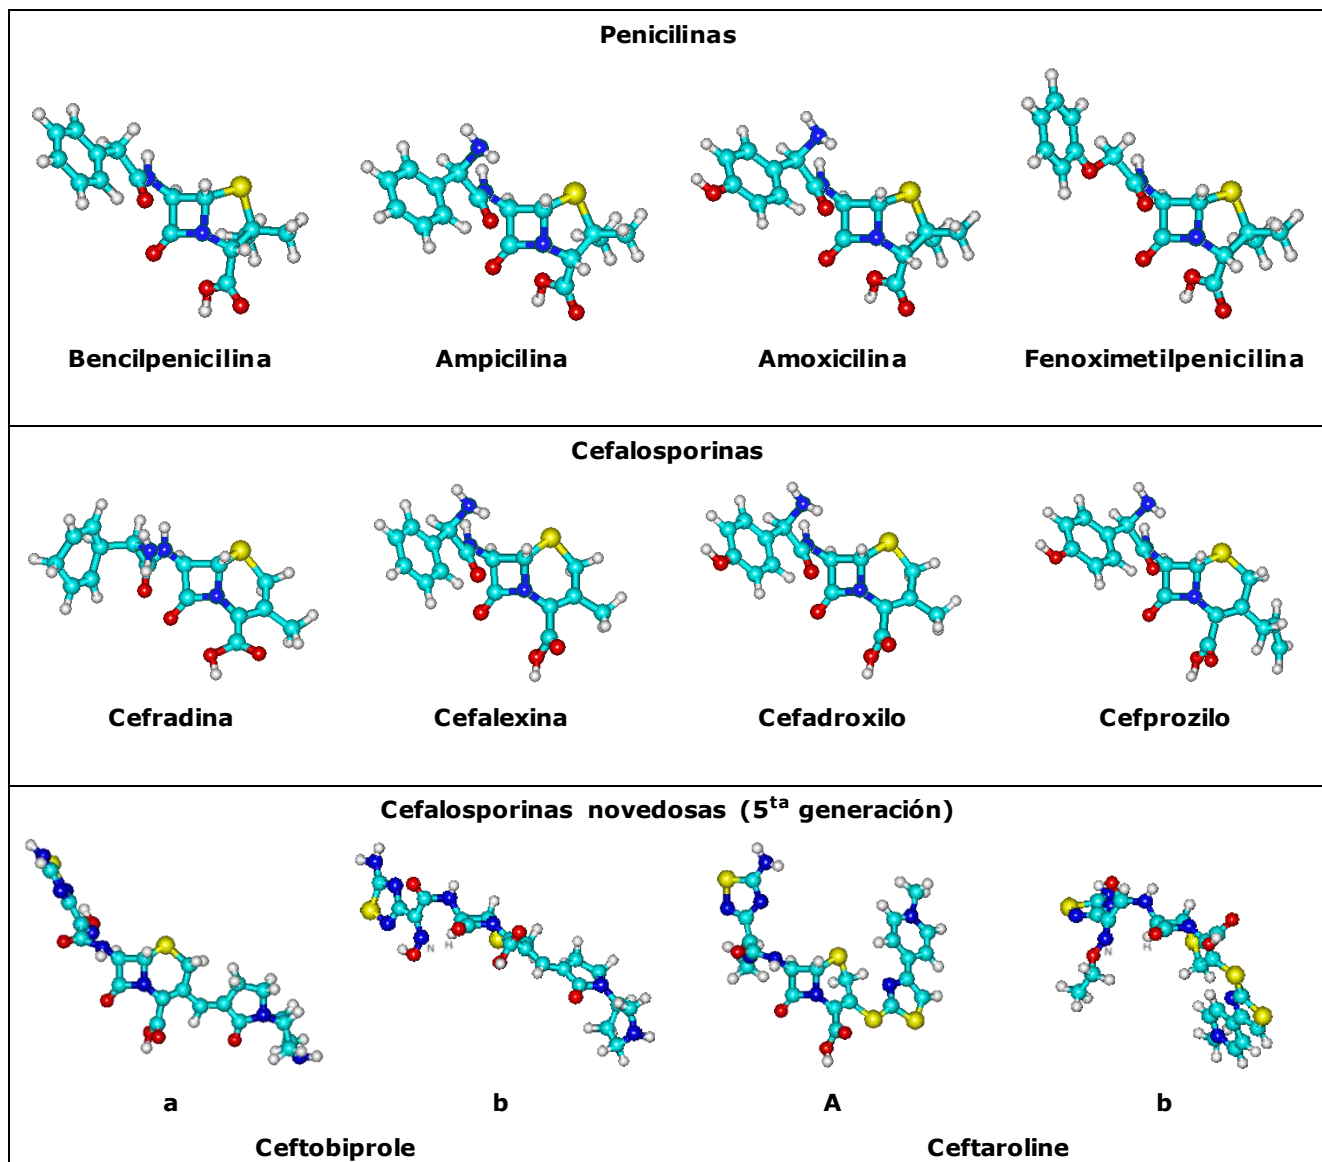 Penicilinas
Bencilpenicilina Ampicilina Amoxicilina Fenoximetilpenicilina
Cefalosporinas
Cefradina Cefalexina Cefadroxilo Cefprozilo
Cefalosporinas novedosas (5ta generación)
N H N H
a b A b
Ceftobiprole Ceftaroline